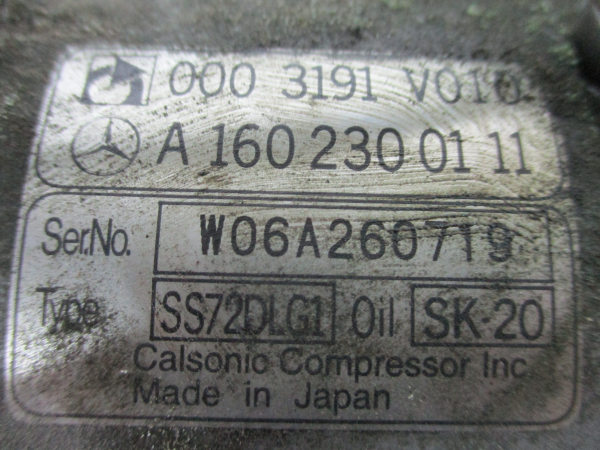 000 3191 V010
A 160 230 01 11
Ser.No. W06A260719
Type SS72DLG1 Oil SK-20
Calsonic Compressor Inc
Made in Japan